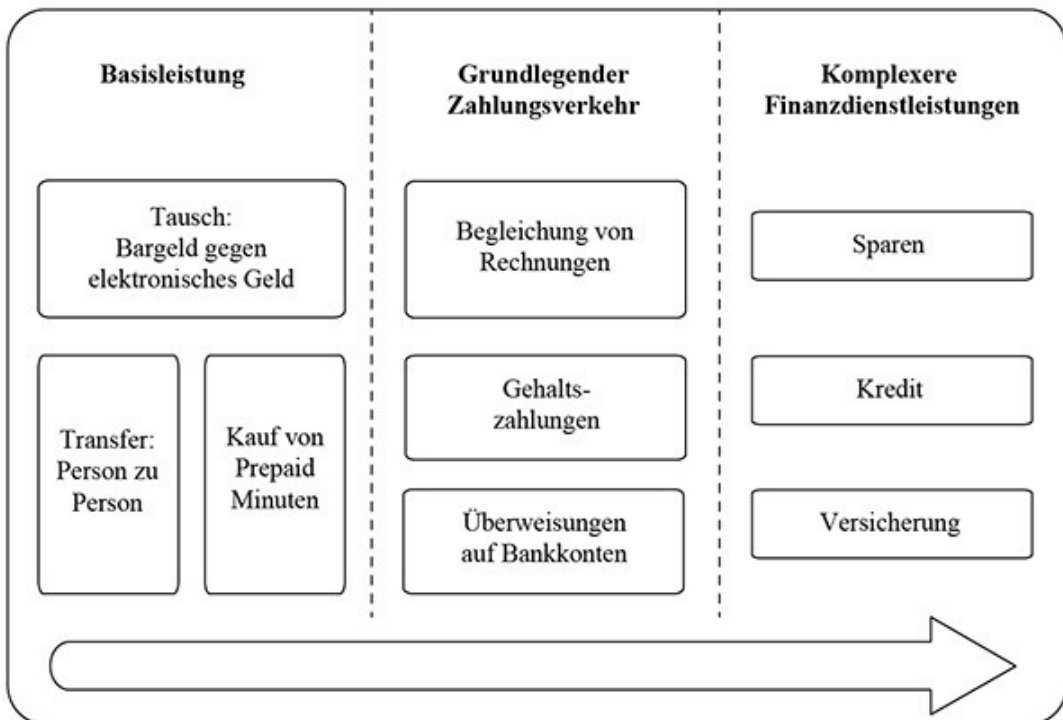 Basisleistung
Grundlegender
Zahlungsverkehr
Komplexere
Finanzdienstleistungen
Tausch:
Bargeld gegen
elektronisches Geld
Transfer:
Person zu
Person
Kauf von
Prepaid
Minuten
Begleichung von
Rechnungen
Gehalts-
zahlungen
Überweisungen
auf Bankkonten
Sparen
Kredit
Versicherung